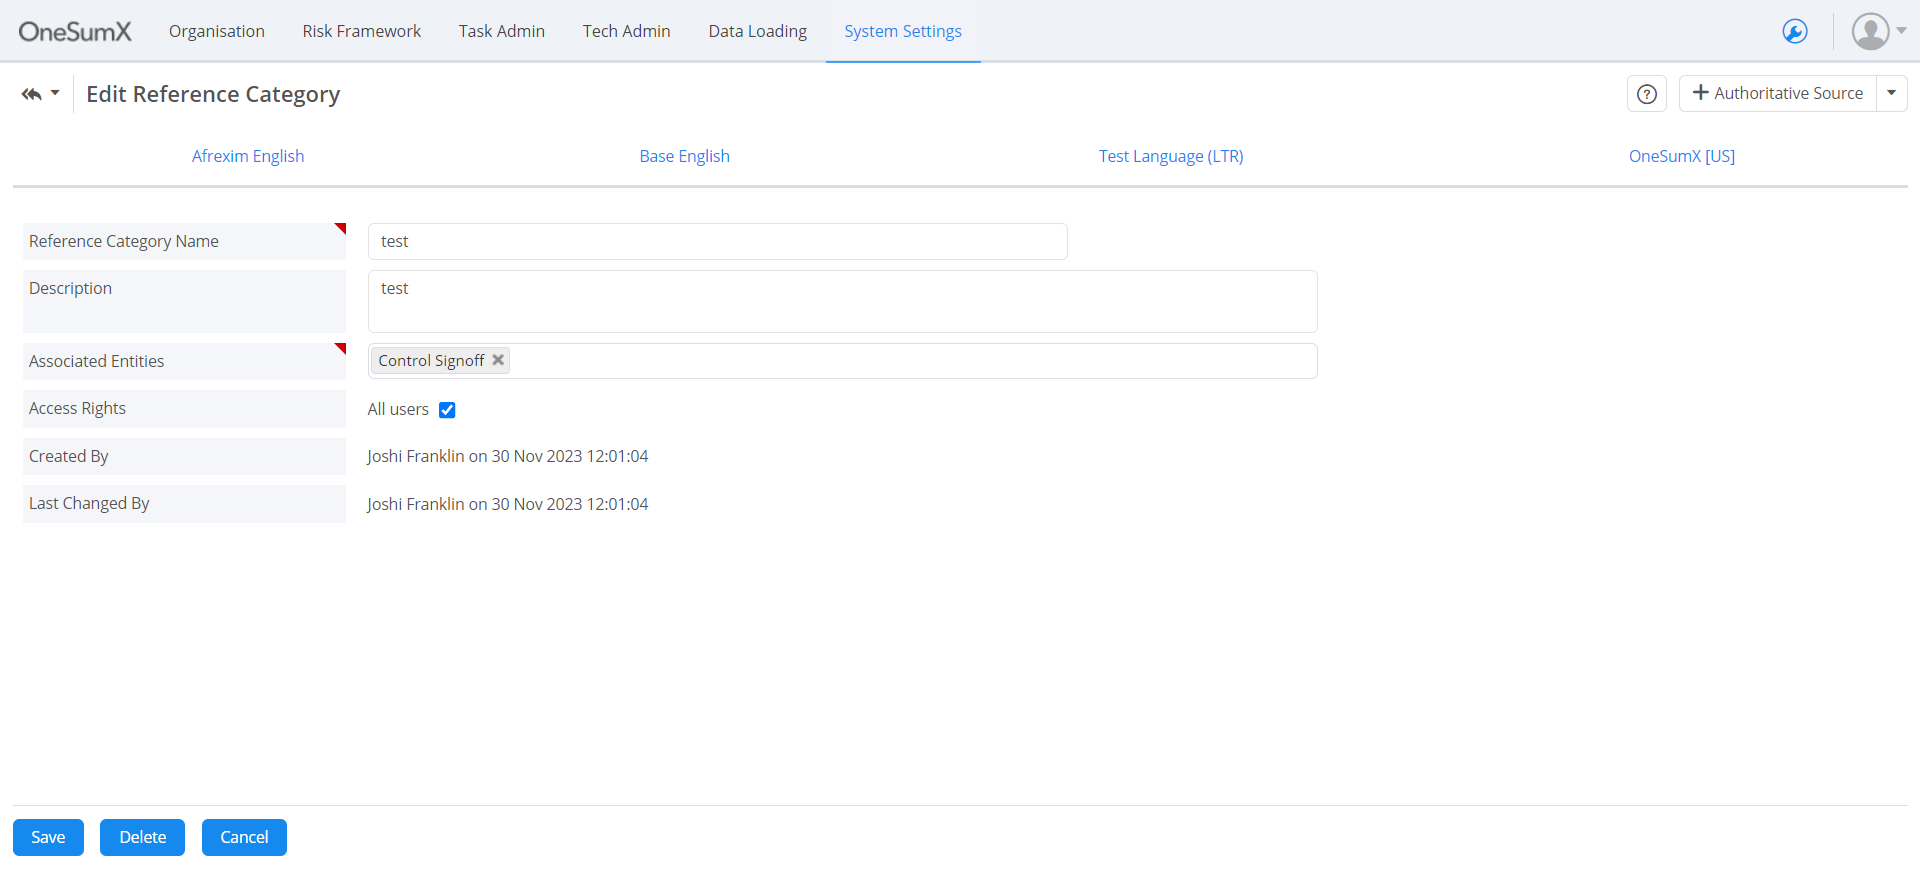 OneSumX Organisation Risk Framework Task Admin Tech Admin Data Loading System Settings
Edit Reference Category
? + Authoritative Source
Afrexim English Base English Test Language (LTR) OneSumX [US]
Reference Category Name test
Description test
Associated Entities Control Signoff
Access Rights All users
Created By Joshi Franklin on 30 Nov 2023 12:01:04
Last Changed By Joshi Franklin on 30 Nov 2023 12:01:04
Save Delete Cancel